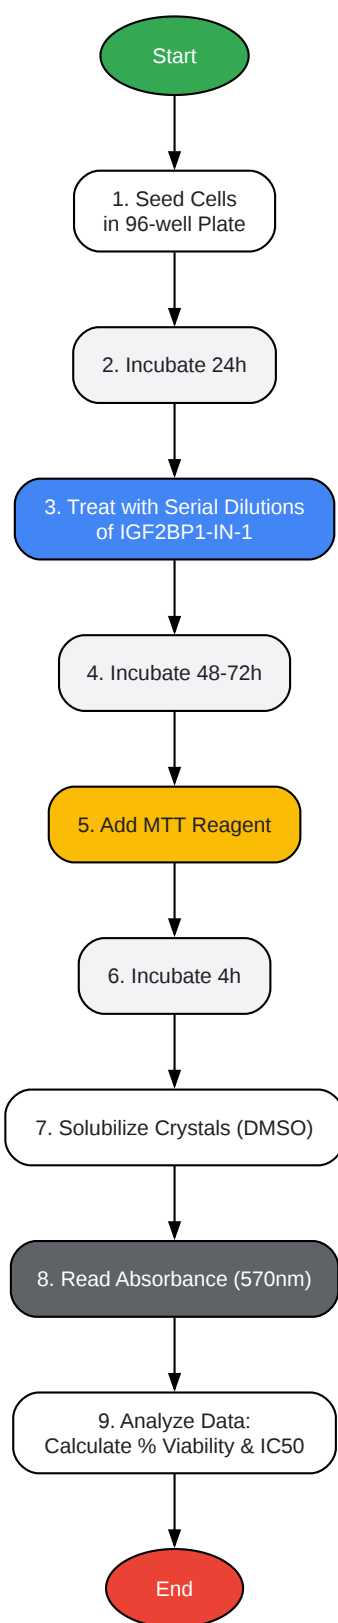 Start
1. Seed Cells
in 96-well Plate
2. Incubate 24h
3. Treat with Serial Dilutions
of IGF2BP1-IN-1
4. Incubate 48-72h
5. Add MTT Reagent
6. Incubate 4h
7. Solubilize Crystals (DMSO)
8. Read Absorbance (570nm)
9. Analyze Data:
Calculate % Viability & IC50
End